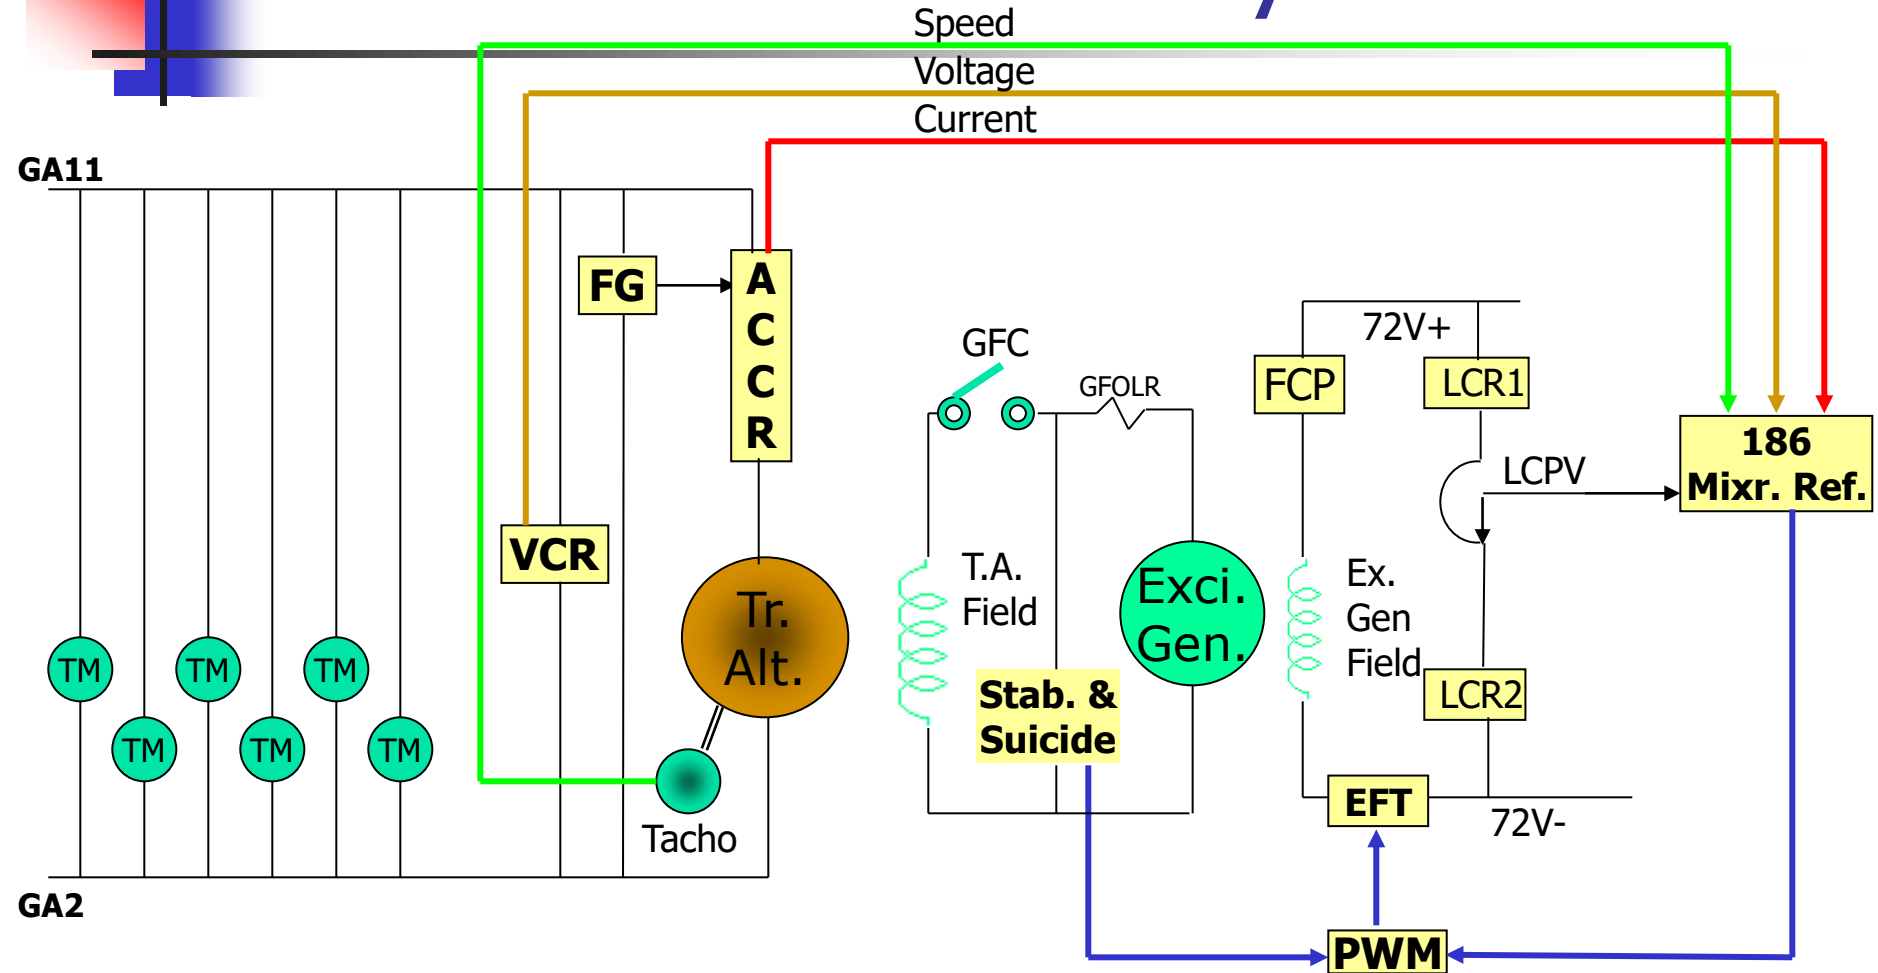 Speed
Voltage
Current
GA11
FG
A
C
C
R
VCR
Tr.
Alt.
TM
TM
TM
TM
TM
TM
Tacho
GA2
GFC
GFOLR
T.A.
Field
Exci.
Gen.
Stab. &
Suicide
72V+
FCP
LCR1
LCPV
186
Mixr. Ref.
Ex.
Gen
Field
LCR2
EFT
72V-
PWM